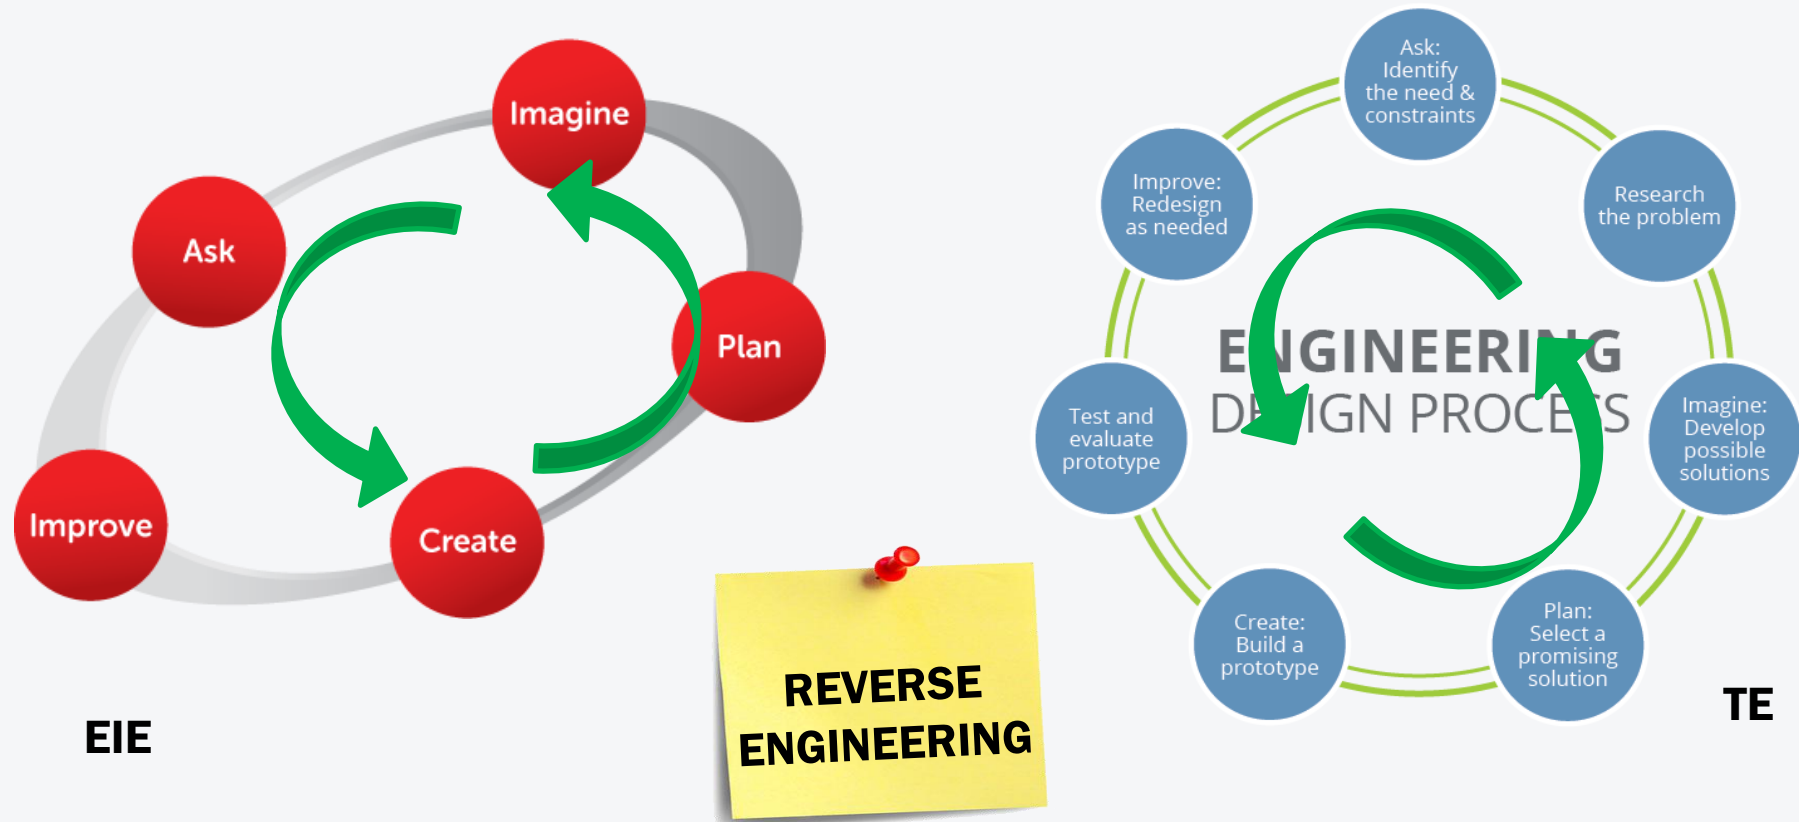 Imagine
Ask
Plan
Improve
Create
EIE
REVERSE
ENGINEERING
Ask:
Identify
the need &
constraints
Research
the problem
Imagine:
Develop
possible
solutions
Plan:
Select a
promising
solution
Create:
Build a
prototype
Test and
evaluate
prototype
Improve:
Redesign
as needed
ENGINEERING
DESIGN PROCESS
TE